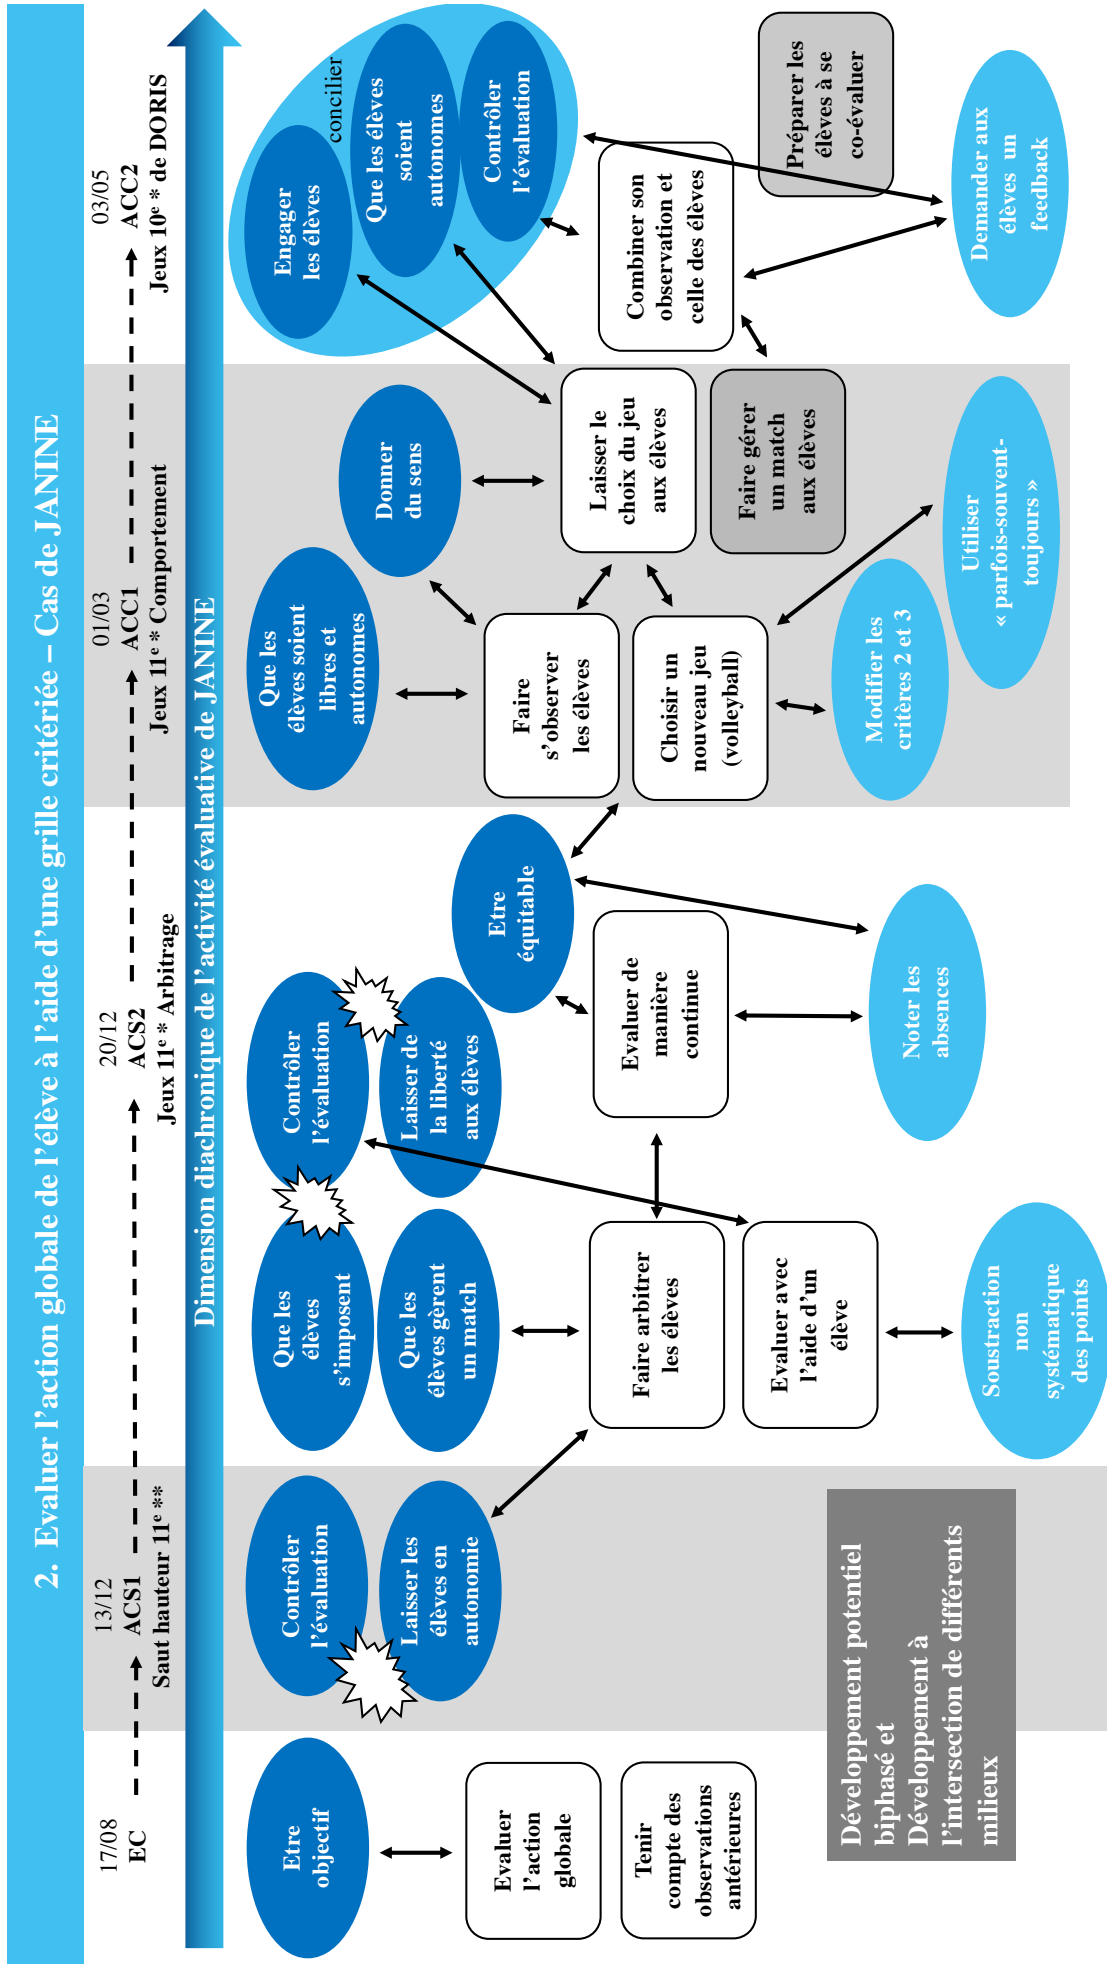 2. Evaluer l’action globale de l’élève à l’aide d’une grille critériée – Cas de JANINE
17/08
EC
13/12
ACS1
Saut hauteur 11e **
20/12
ACS2
Jeux 11e * Arbitrage
01/03
ACC1
Jeux 11e * Comportement
03/05
ACC2
Jeux 10e * de DORIS
Dimension diachronique de l’activité évaluative de JANINE
Etre
objectif
Evaluer
l’action
globale
Tenir
compte des
observations
antérieures
Contrôler
l’évaluation
Laisser les
élèves en
autonomie
Développement potentiel
biphasé et
Développement à
l’intersection de différents
milieux
Que les
élèves
s’imposent
Que les
élèves gèrent
un match
Faire arbitrer
les élèves
Evaluer avec
l’aide d’un
élève
Soustraction
non
systématique
des points
Contrôler
l’évaluation
Laisser de
la liberté
aux élèves
Etre
équitable
Evaluer de
manière
continue
Noter les
absences
Que les
élèves soient
libres et
autonomes
Donner
du sens
Faire
s’observer
les élèves
Choisir un
nouveau jeu
(volleyball)
Laisser le
choix du jeu
aux élèves
Faire gérer
un match
aux élèves
Modifier les
critères 2 et 3
Utiliser
« parfois-souvent-
toujours »
Engager
les élèves
concilier
Que les élèves
soient
autonomes
Contrôler
l’évaluation
Combiner son
observation et
celle des élèves
Préparer les
élèves à se
co-évaluer
Demander aux
élèves un
feedback